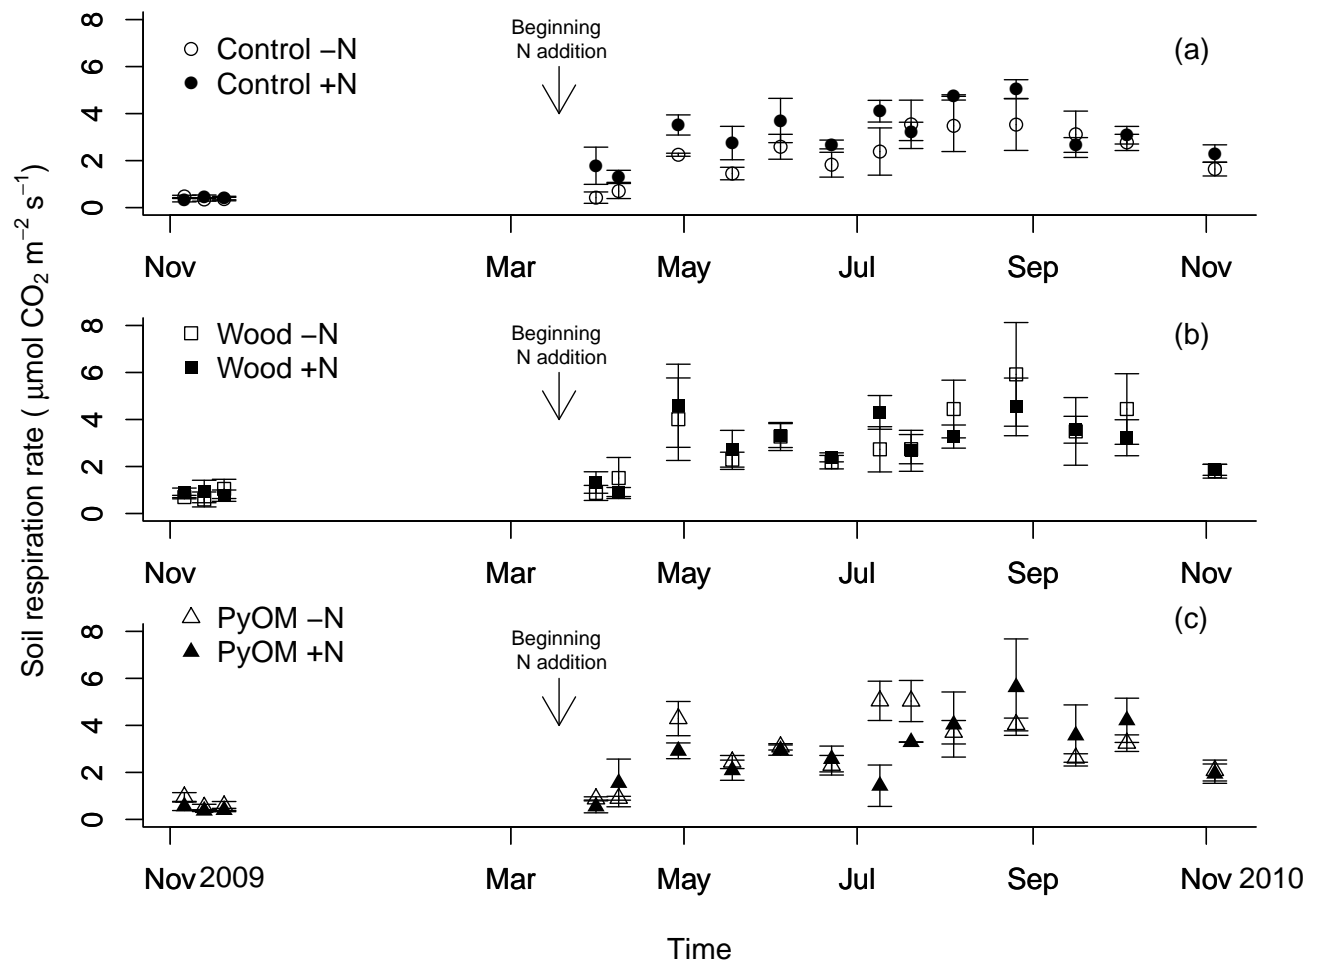 Soil respiration rate ( μmol CO₂ m⁻² s⁻¹)
8
6
4
2
0
Control −N
Control +N
Beginning
N addition
(a)
Nov Mar May Jul Sep Nov
8
6
4
2
0
Wood −N
Wood +N
Beginning
N addition
(b)
Nov Mar May Jul Sep Nov
8
6
4
2
0
PyOM −N
PyOM +N
Beginning
N addition
(c)
Nov 2009 Mar May Jul Sep Nov 2010
Time